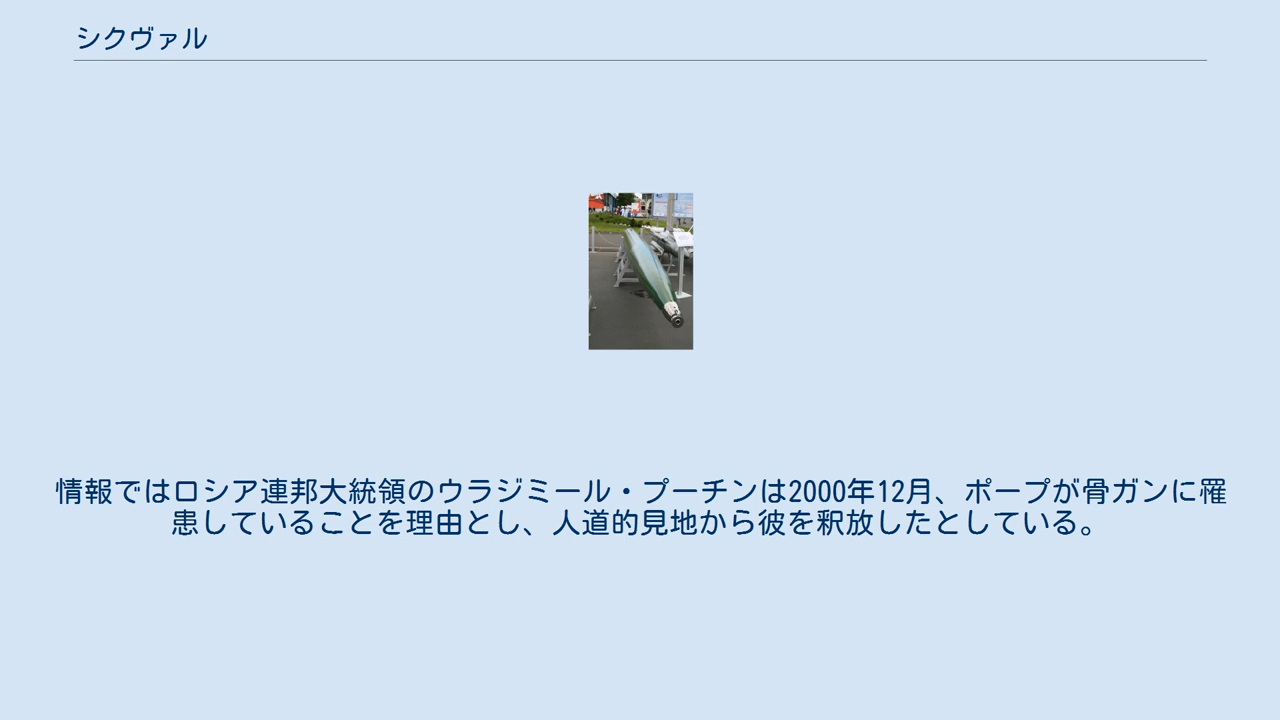 シクヴァル
情報ではロシア連邦大統領のウラジミール・プーチンは2000年12月、ポープが骨ガンに罹
患していることを理由とし、人道的見地から彼を釈放したとしている。